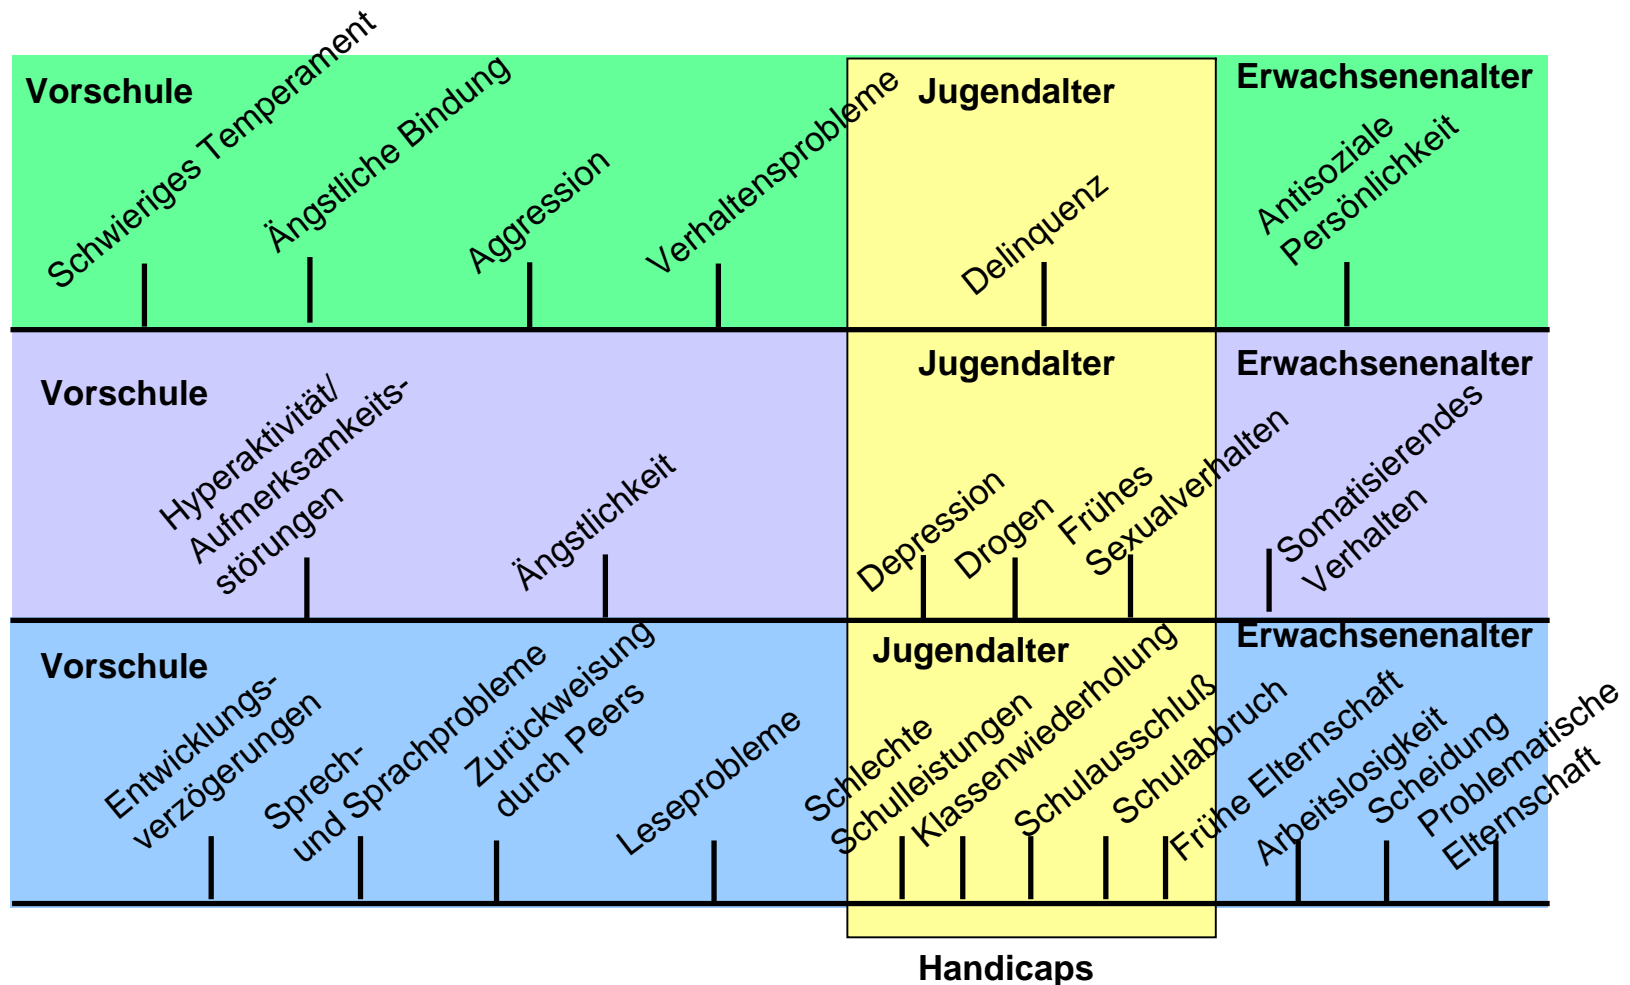 Vorschule
Jugendalter
Erwachsenenalter
Schwieriges Temperament
Ängstliche Bindung
Aggression
Verhaltensprobleme
Delinquenz
Antisoziale
Persönlichkeit
Vorschule
Jugendalter
Erwachsenenalter
Hyperaktivität/
Aufmerksamkeits-
störungen
Ängstlichkeit
Depression
Drogen
Frühes
Sexualverhalten
Somatisierendes
Verhalten
Vorschule
Jugendalter
Erwachsenenalter
Entwicklungs-
verzögerungen
Sprech-
und Sprachprobleme
Zurückweisung
durch Peers
Leseprobleme
Schlechte
Schulleistungen
Klassenwiederholung
Schulausschluß
Schulabbruch
Frühe Elternschaft
Arbeitslosigkeit
Scheidung
Problematische
Elternschaft
Handicaps